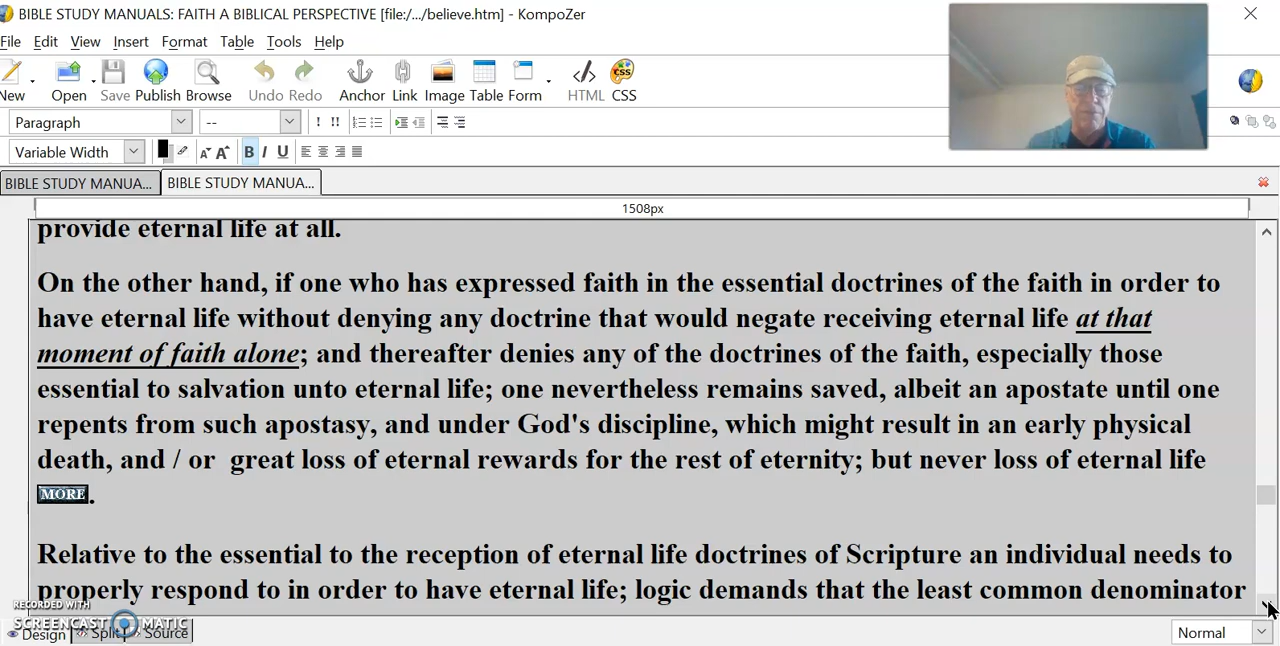 BIBLE STUDY MANUALS: FAITH A BIBLICAL PERSPECTIVE [file:/.../believe.htm] - KompoZer
File Edit View Insert Format Table Tools Help
New Open Save Publish Browse Undo Redo Anchor Link Image Table Form HTML CSS
Paragraph -- ! !!
Variable Width A A B I U
BIBLE STUDY MANUA... BIBLE STUDY MANUA...
1508px
provide eternal life at all.
On the other hand, if one who has expressed faith in the essential doctrines of the faith in order to
have eternal life without denying any doctrine that would negate receiving eternal life at that
moment of faith alone; and thereafter denies any of the doctrines of the faith, especially those
essential to salvation unto eternal life; one nevertheless remains saved, albeit an apostate until one
repents from such apostasy, and under God's discipline, which might result in an early physical
death, and / or great loss of eternal rewards for the rest of eternity; but never loss of eternal life
MORE.
Relative to the essential to the reception of eternal life doctrines of Scripture an individual needs to
properly respond to in order to have eternal life; logic demands that the least common denominator
RECORDED WITH
SCREENCAST MATIC
Design Split Source Normal